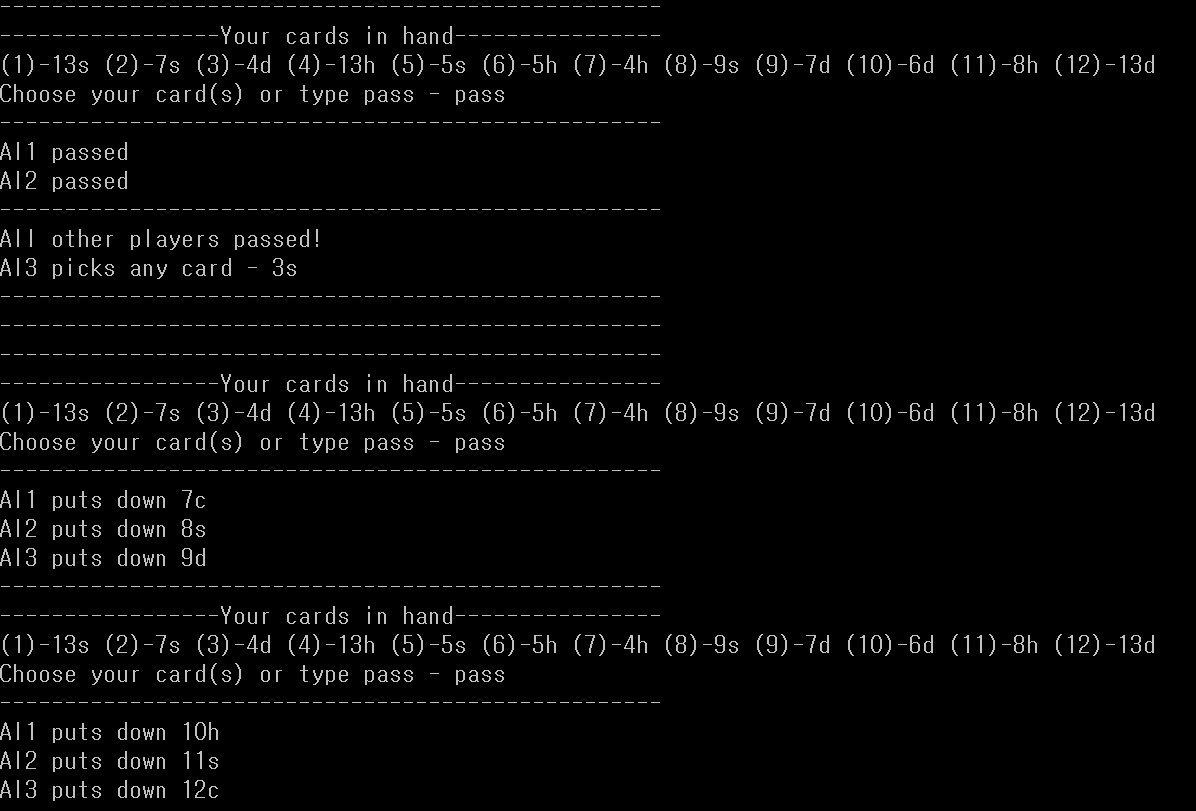 ---------------------------------------------------
-----------------Your cards in hand----------------
(1)-13s (2)-7s (3)-4d (4)-13h (5)-5s (6)-5h (7)-4h (8)-9s (9)-7d (10)-6d (11)-8h (12)-13d
Choose your card(s) or type pass - pass
---------------------------------------------------
AI1 passed
AI2 passed
---------------------------------------------------
All other players passed!
AI3 picks any card - 3s
---------------------------------------------------
---------------------------------------------------
---------------------------------------------------
-----------------Your cards in hand----------------
(1)-13s (2)-7s (3)-4d (4)-13h (5)-5s (6)-5h (7)-4h (8)-9s (9)-7d (10)-6d (11)-8h (12)-13d
Choose your card(s) or type pass - pass
---------------------------------------------------
AI1 puts down 7c
AI2 puts down 8s
AI3 puts down 9d
---------------------------------------------------
-----------------Your cards in hand----------------
(1)-13s (2)-7s (3)-4d (4)-13h (5)-5s (6)-5h (7)-4h (8)-9s (9)-7d (10)-6d (11)-8h (12)-13d
Choose your card(s) or type pass - pass
---------------------------------------------------
AI1 puts down 10h
AI2 puts down 11s
AI3 puts down 12c